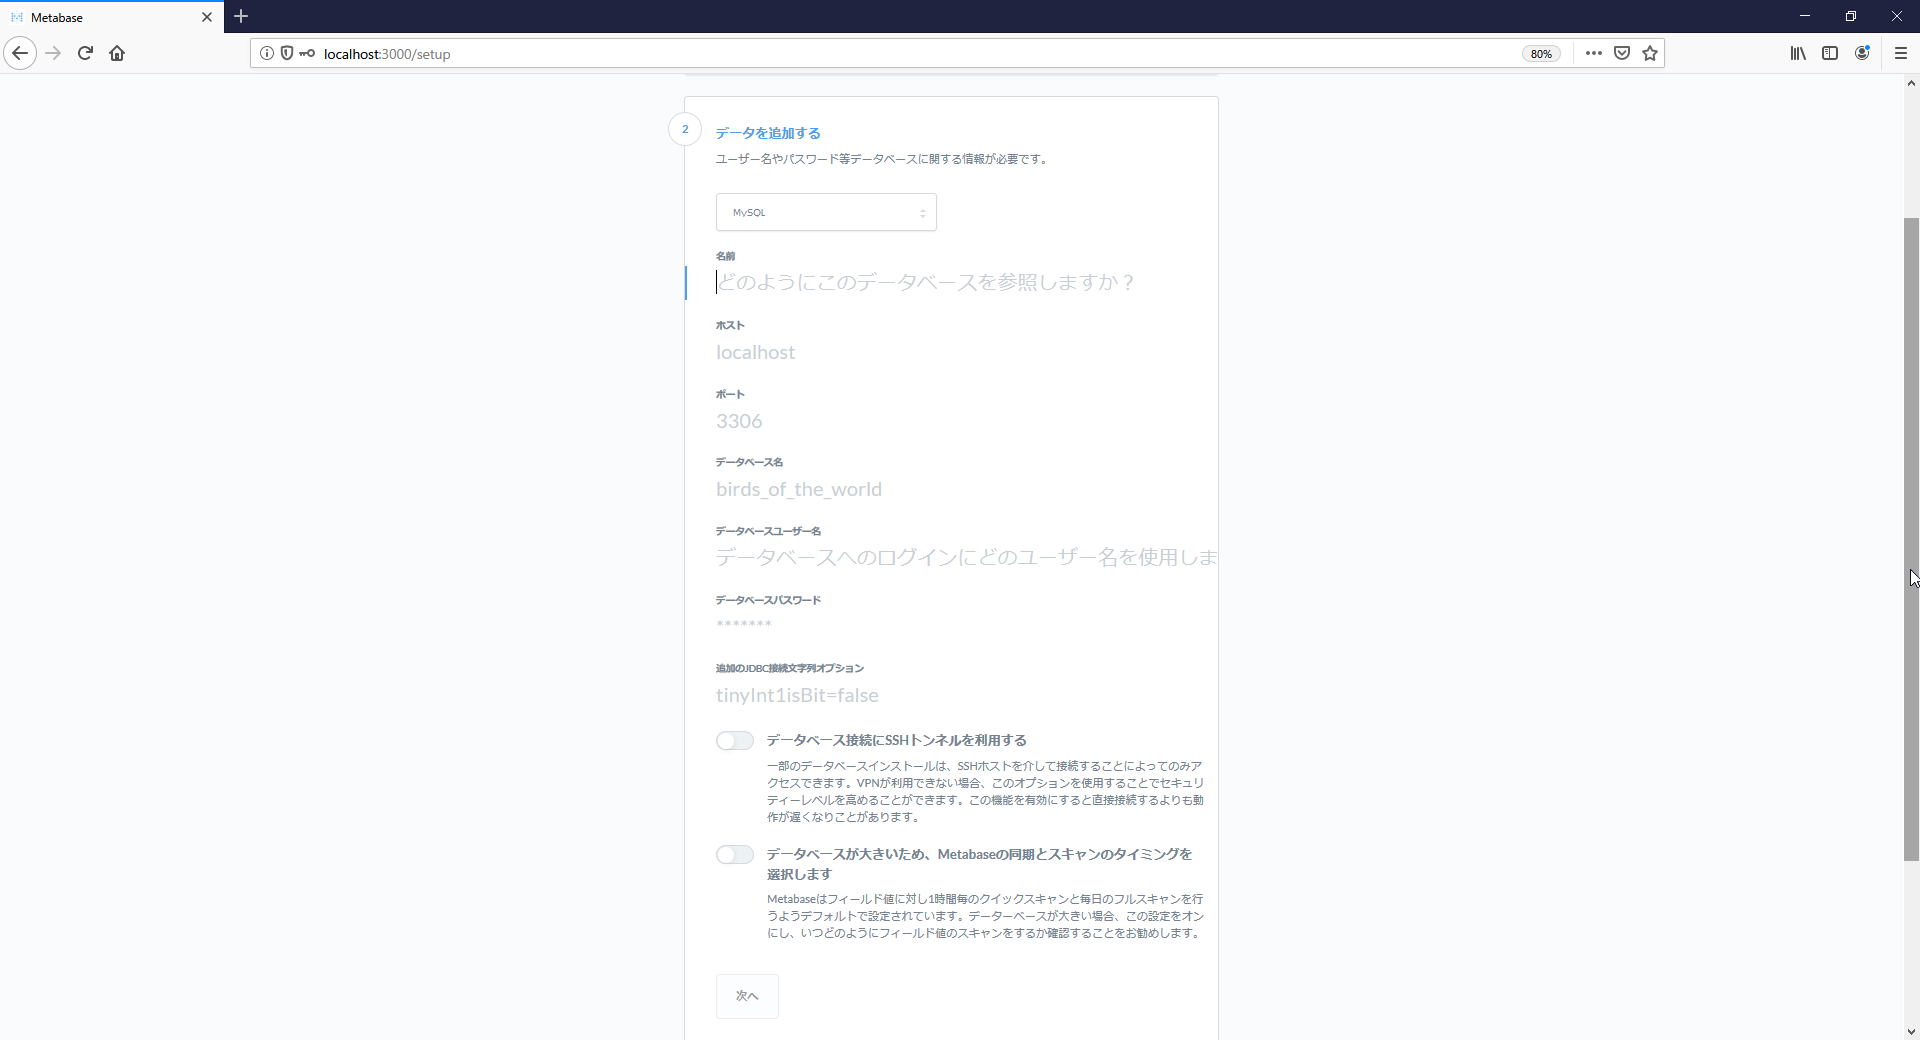 Metabase
localhost:3000/setup
80%
2
データを追加する
ユーザー名やパスワード等データベースに関する情報が必要です。
MySQL
名前
どのようにこのデータベースを参照しますか？
ホスト
localhost
ポート
3306
データベース名
birds_of_the_world
データベースユーザー名
データベースへのログインにどのユーザー名を使用しま
データベースパスワード
*******
追加のJDBC接続文字列オプション
tinyInt1isBit=false
データベース接続にSSHトンネルを利用する
一部のデータベースインストールは、SSHホストを介して接続することによってのみア
クセスできます。VPNが利用できない場合、このオプションを使用することでセキュリ
ティーレベルを高めることができます。この機能を有効にすると直接接続するよりも動
作が遅くなりことがあります。
データベースが大きいため、Metabaseの同期とスキャンのタイミングを
選択します
Metabaseはフィールド値に対し1時間毎のクイックスキャンと毎日のフルスキャンを行
うようデフォルトで設定されています。データーベースが大きい場合、この設定をオン
にし、いつどのようにフィールド値のスキャンをするか確認することをお勧めします。
次へ